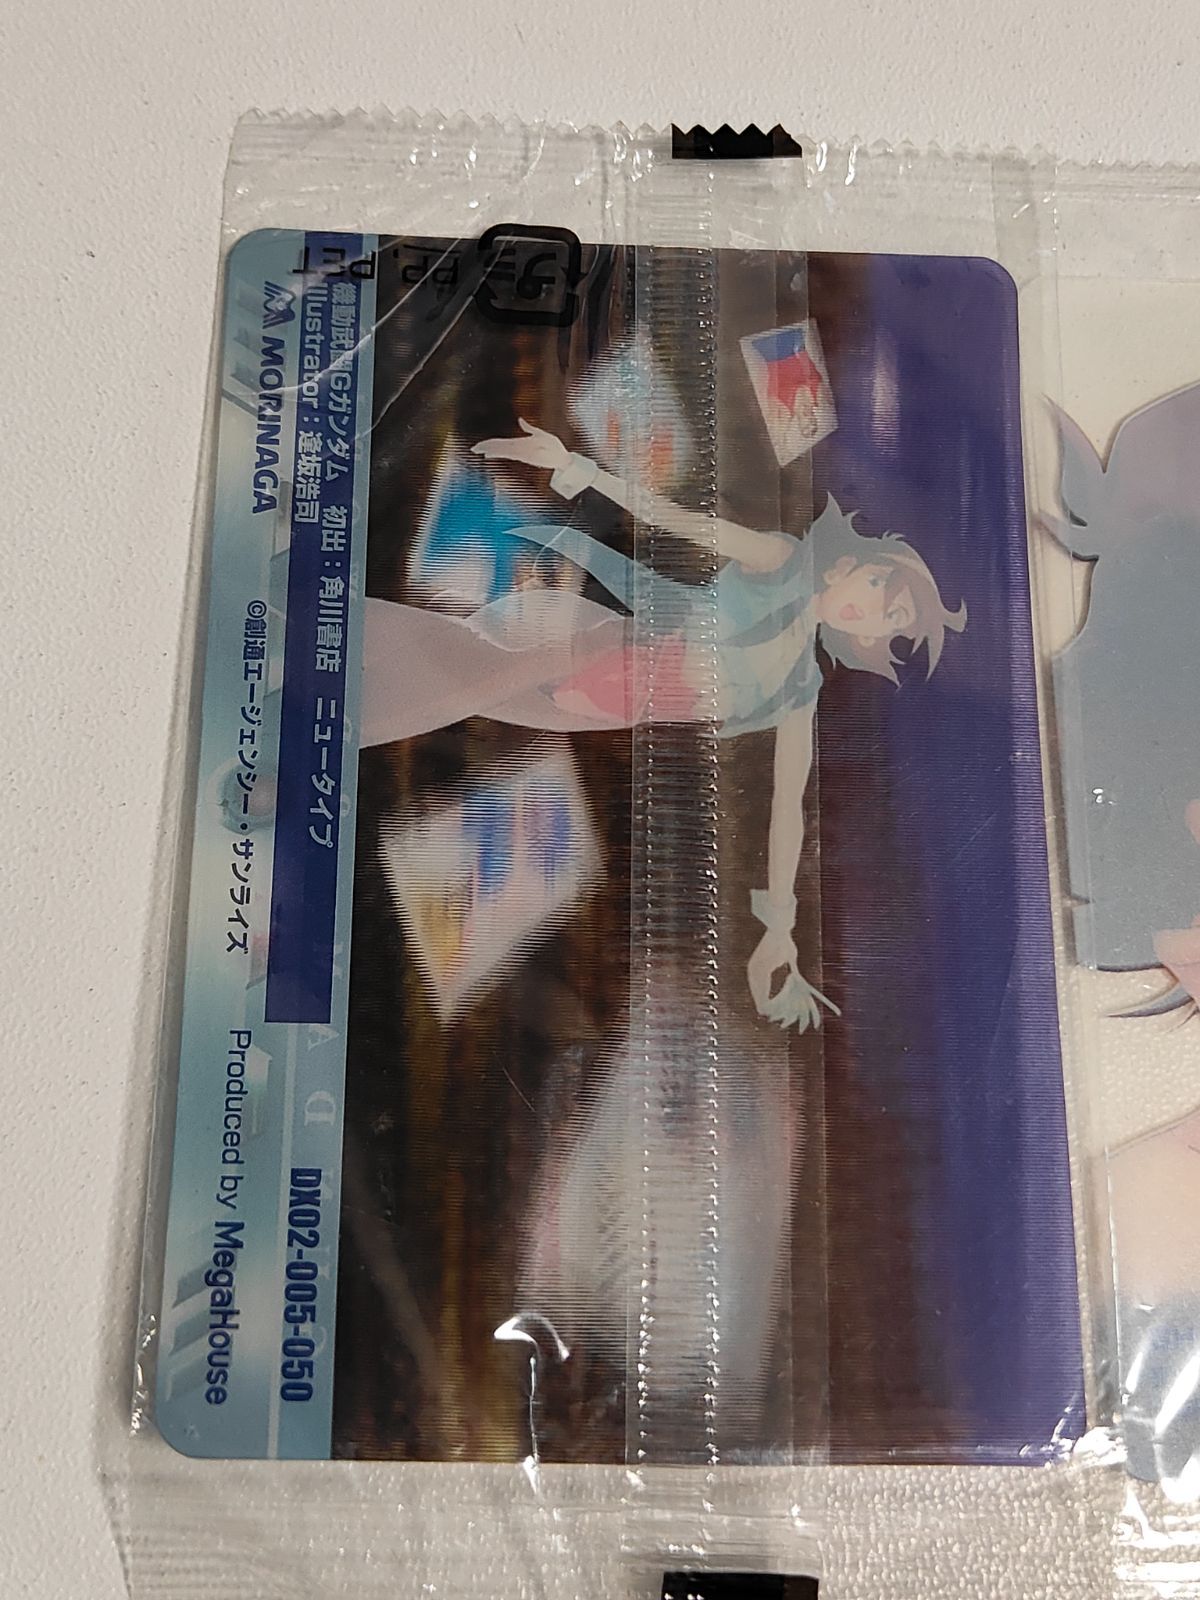 機動武闘Gガンダム　初出：角川書店　ニュータイプ
Illustrator：逢坂浩司
DX02-005-050
MORINAGA
©創通エージェンシー・サンライズ
Produced by MegaHouse
プラ